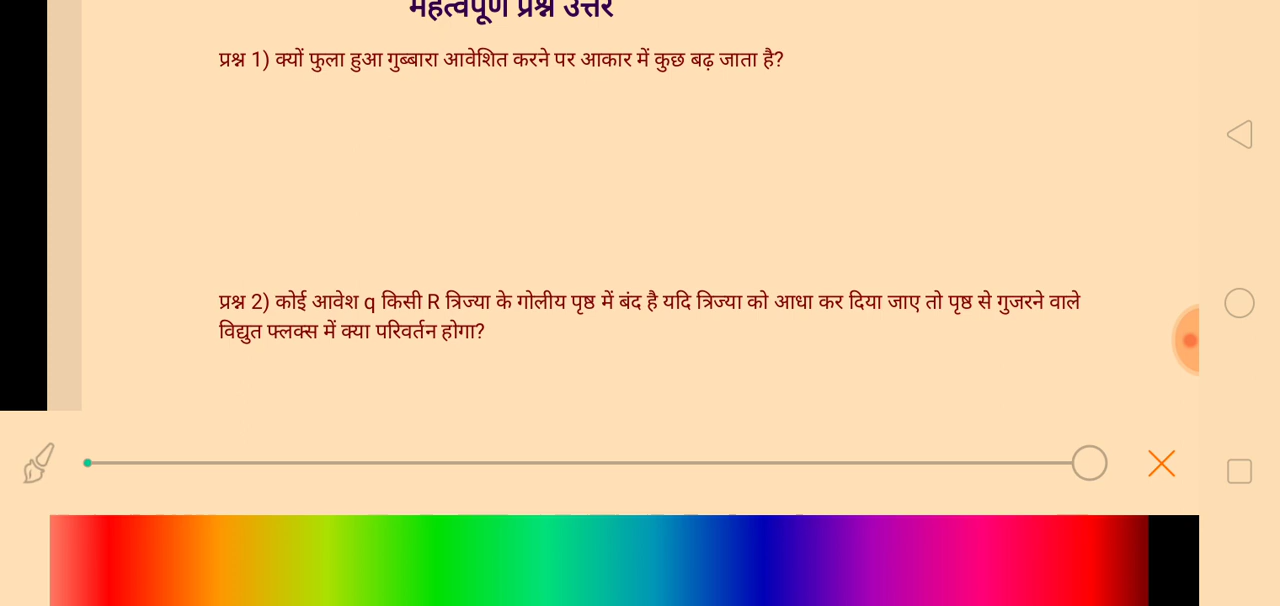 महत्वपूर्ण प्रश्न उत्तर
प्रश्न 1) क्यों फुला हुआ गुब्बारा आवेशित करने पर आकार में कुछ बढ़ जाता है?
प्रश्न 2) कोई आवेश q किसी R त्रिज्या के गोलीय पृष्ठ में बंद है यदि त्रिज्या को आधा कर दिया जाए तो पृष्ठ से गुजरने वाले
विद्युत फ्लक्स में क्या परिवर्तन होगा?